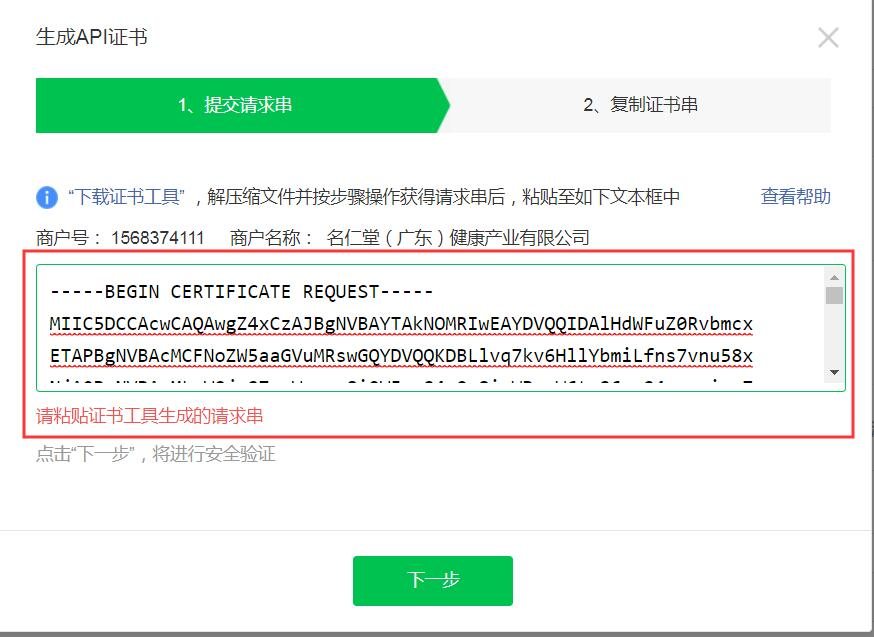 生成API证书
1、提交请求串
2、复制证书串
“下载证书工具”，解压缩文件并按步骤操作获得请求串后，粘贴至如下文本框中 查看帮助
商户号： 1568374111 商户名称： 名仁堂（广东）健康产业有限公司
-----BEGIN CERTIFICATE REQUEST-----
MIIC5DCCAcwCAQAwgZ4xCzAJBgNVBAYTAkNOMRIwEAYDVQQIDAlHdWFuZ0Rvbmcx
ETAPBgNVBAcMCFNoZW5aaGVuMRswGQYDVQQKDBLlvq7kv6HllYbmiLfns7vnu58x
请粘贴证书工具生成的请求串
点击“下一步”，将进行安全验证
下一步